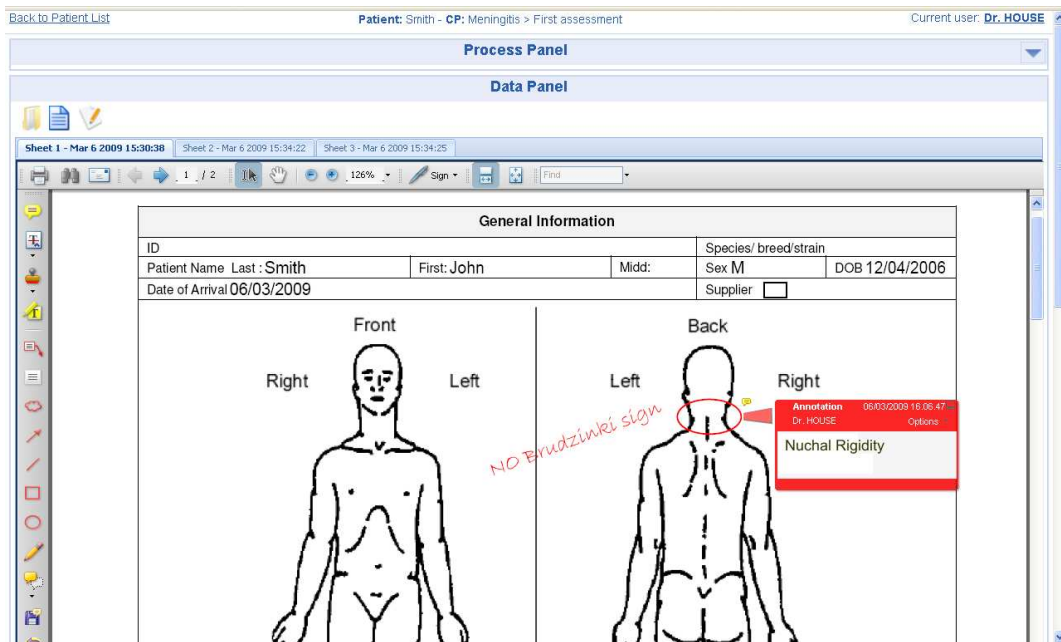 Back to Patient List Patient: Smith - CP: Meningitis > First assessment Current user: Dr. HOUSE
Process Panel
Data Panel
Sheet 1 - Mar 6 2009 15:30:38 Sheet 2 - Mar 6 2009 15:34:22 Sheet 3 - Mar 6 2009 15:34:25
1 / 2 126% Sign Find
General Information
ID Species/ breed/strain
Patient Name Last : Smith First: John Midd: Sex M DOB 12/04/2006
Date of Arrival 06/03/2009 Supplier
Front Back
Right Left Left Right
NO Brudzinki sign
Annotation 06/03/2009 16:06:47
Dr. HOUSE Options
Nuchal Rigidity